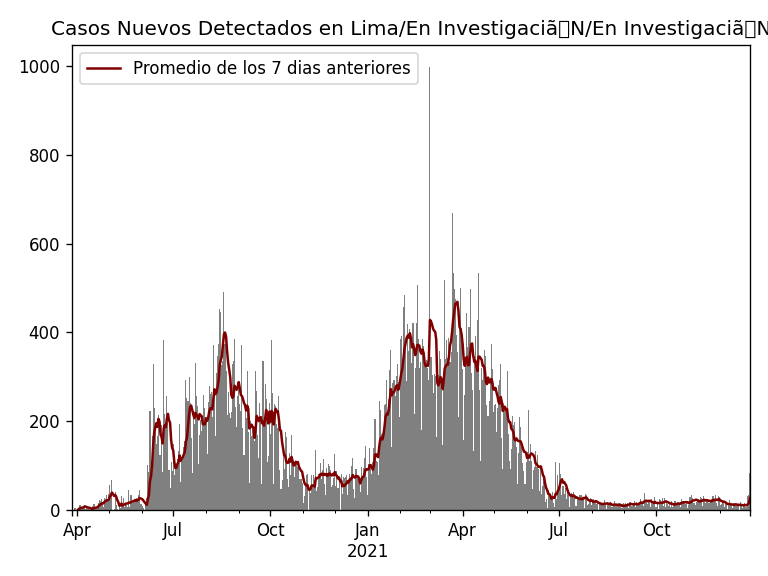 Casos Nuevos Detectados en Lima/En Investigaciã▯N/En Investigaciã▯N
Promedio de los 7 dias anteriores
1000
800
600
400
200
0
Apr Jul Oct Jan Apr Jul Oct
2021